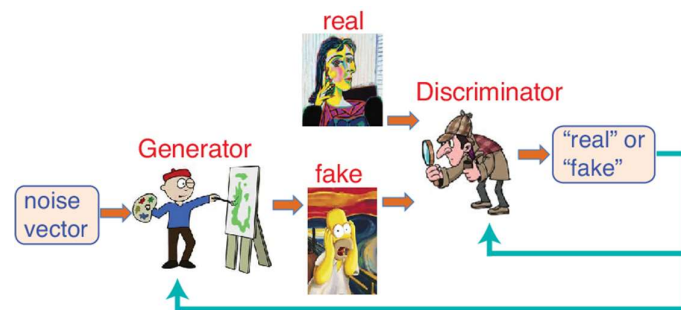 real
Discriminator
Generator
fake
noise
vector
“real” or
“fake”